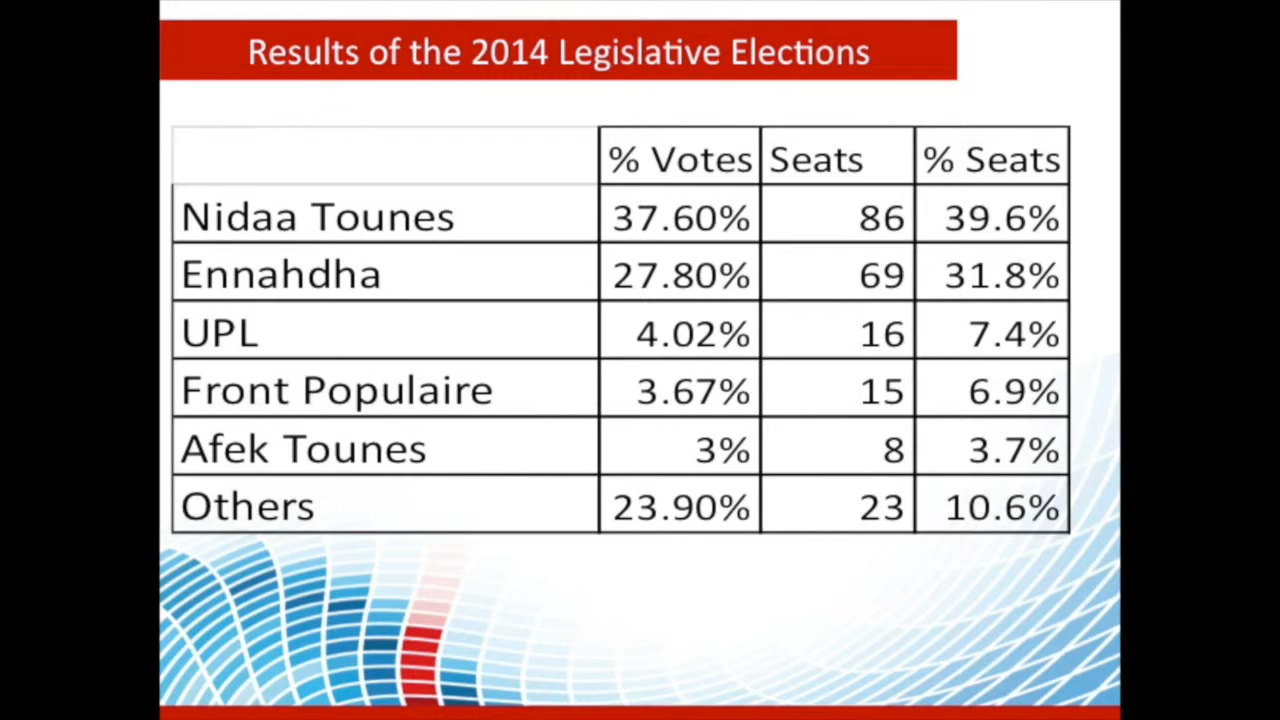 Results of the 2014 Legislative Elections
% Votes Seats % Seats
Nidaa Tounes 37.60% 86 39.6%
Ennahdha 27.80% 69 31.8%
UPL 4.02% 16 7.4%
Front Populaire 3.67% 15 6.9%
Afek Tounes 3% 8 3.7%
Others 23.90% 23 10.6%